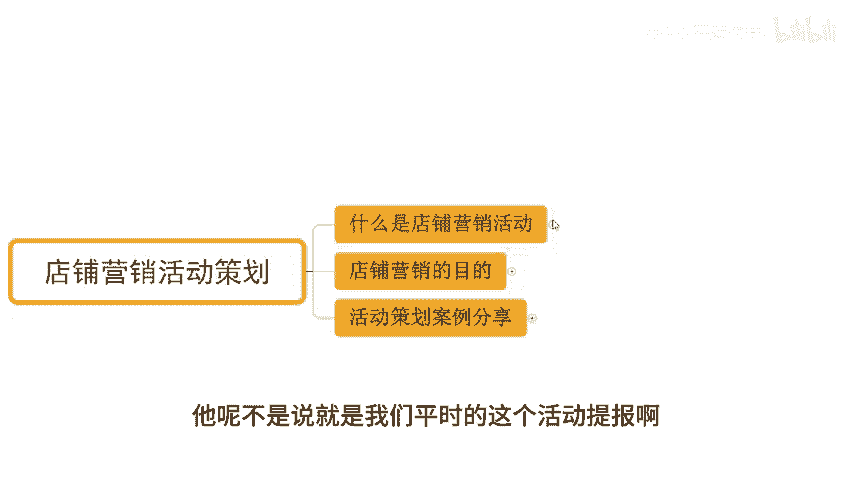 什么是店铺营销活动
店铺营销活动策划
店铺营销的目的
活动策划案例分享
他呢不是说就是我们平时的这个活动提报啊